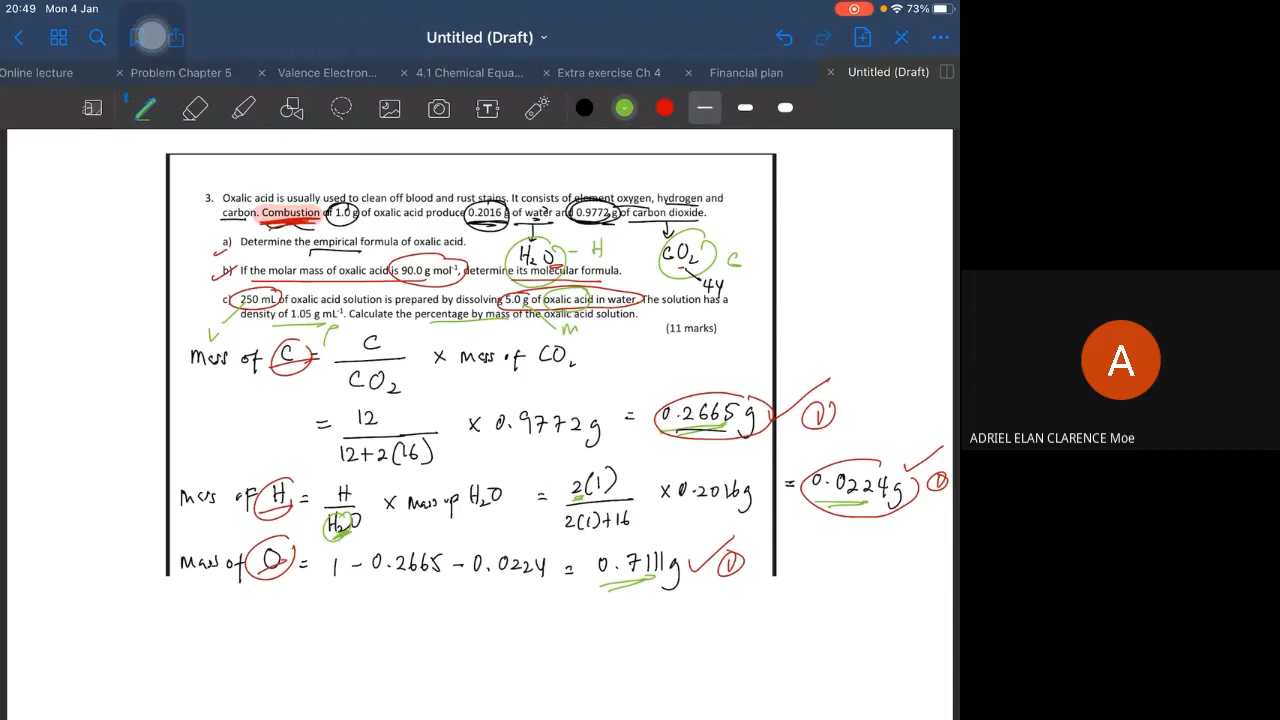 20:49 Mon 4 Jan
73%
Untitled (Draft)
Online lecture
Problem Chapter 5
Valence Electron...
4.1 Chemical Equa...
Extra exercise Ch 4
Financial plan
Untitled (Draft)
3. Oxalic acid is usually used to clean off blood and rust stains. It consists of element oxygen, hydrogen and
carbon. Combustion of 1.0 g of oxalic acid produce 0.2016 g of water and 0.9772 g of carbon dioxide.
a) Determine the empirical formula of oxalic acid.
H₂O - H
CO₂ C
b) If the molar mass of oxalic acid is 90.0 g mol⁻¹, determine its molecular formula.
44
c) 250 mL of oxalic acid solution is prepared by dissolving 5.0 g of oxalic acid in water. The solution has a
density of 1.05 g mL⁻¹. Calculate the percentage by mass of the oxalic acid solution.
V ρ m
(11 marks)
Mass of C = C / CO₂ × Mass of CO₂
= 12 / 12+2(16) × 0.9772g = 0.2665g ✓ 1
Mass of H = H / H₂O × Mass of H₂O = 2(1) / 2(1)+16 × 0.2016g = 0.0224g ✓ 1
Mass of O = 1 - 0.2665 - 0.0224 = 0.7111g ✓ 1
A
ADRIEL ELAN CLARENCE Moe